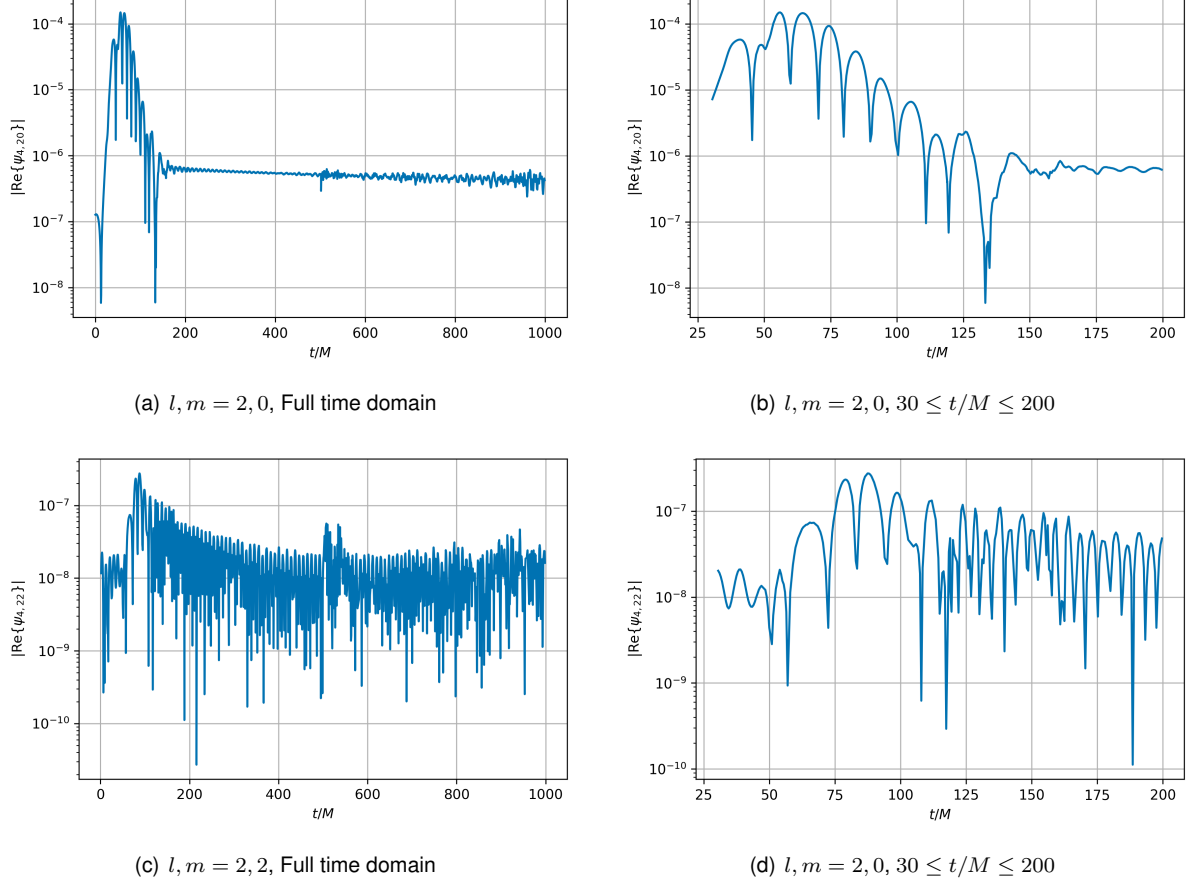 10⁻⁴
10⁻⁵
10⁻⁶
10⁻⁷
10⁻⁸
|Re{ψ₄,₂₀}|
0 200 400 600 800 1000
t/M
(a) l, m = 2, 0, Full time domain
10⁻⁴
10⁻⁵
10⁻⁶
10⁻⁷
10⁻⁸
|Re{ψ₄,₂₀}|
25 50 75 100 125 150 175 200
t/M
(b) l, m = 2, 0, 30 ≤ t/M ≤ 200
10⁻⁷
10⁻⁸
10⁻⁹
10⁻¹⁰
|Re{ψ₄,₂₂}|
0 200 400 600 800 1000
t/M
(c) l, m = 2, 2, Full time domain
10⁻⁷
10⁻⁸
10⁻⁹
10⁻¹⁰
|Re{ψ₄,₂₂}|
25 50 75 100 125 150 175 200
t/M
(d) l, m = 2, 0, 30 ≤ t/M ≤ 200